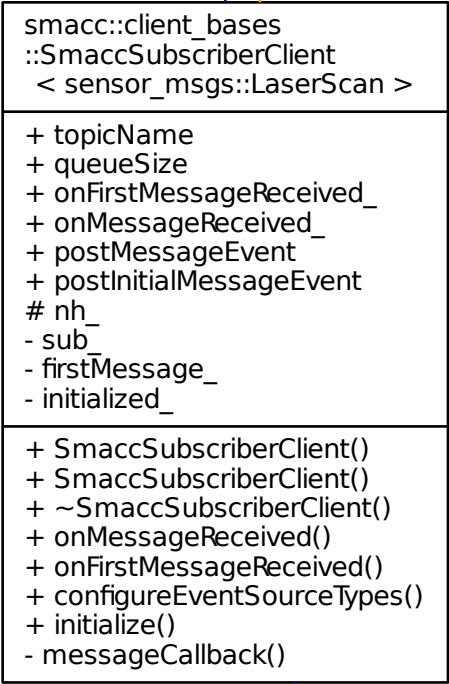 smacc::client_bases
::SmaccSubscriberClient
< sensor_msgs::LaserScan >
+ topicName
+ queueSize
+ onFirstMessageReceived_
+ onMessageReceived_
+ postMessageEvent
+ postInitialMessageEvent
# nh_
- sub_
- firstMessage_
- initialized_
+ SmaccSubscriberClient()
+ SmaccSubscriberClient()
+ ~SmaccSubscriberClient()
+ onMessageReceived()
+ onFirstMessageReceived()
+ configureEventSourceTypes()
+ initialize()
- messageCallback()